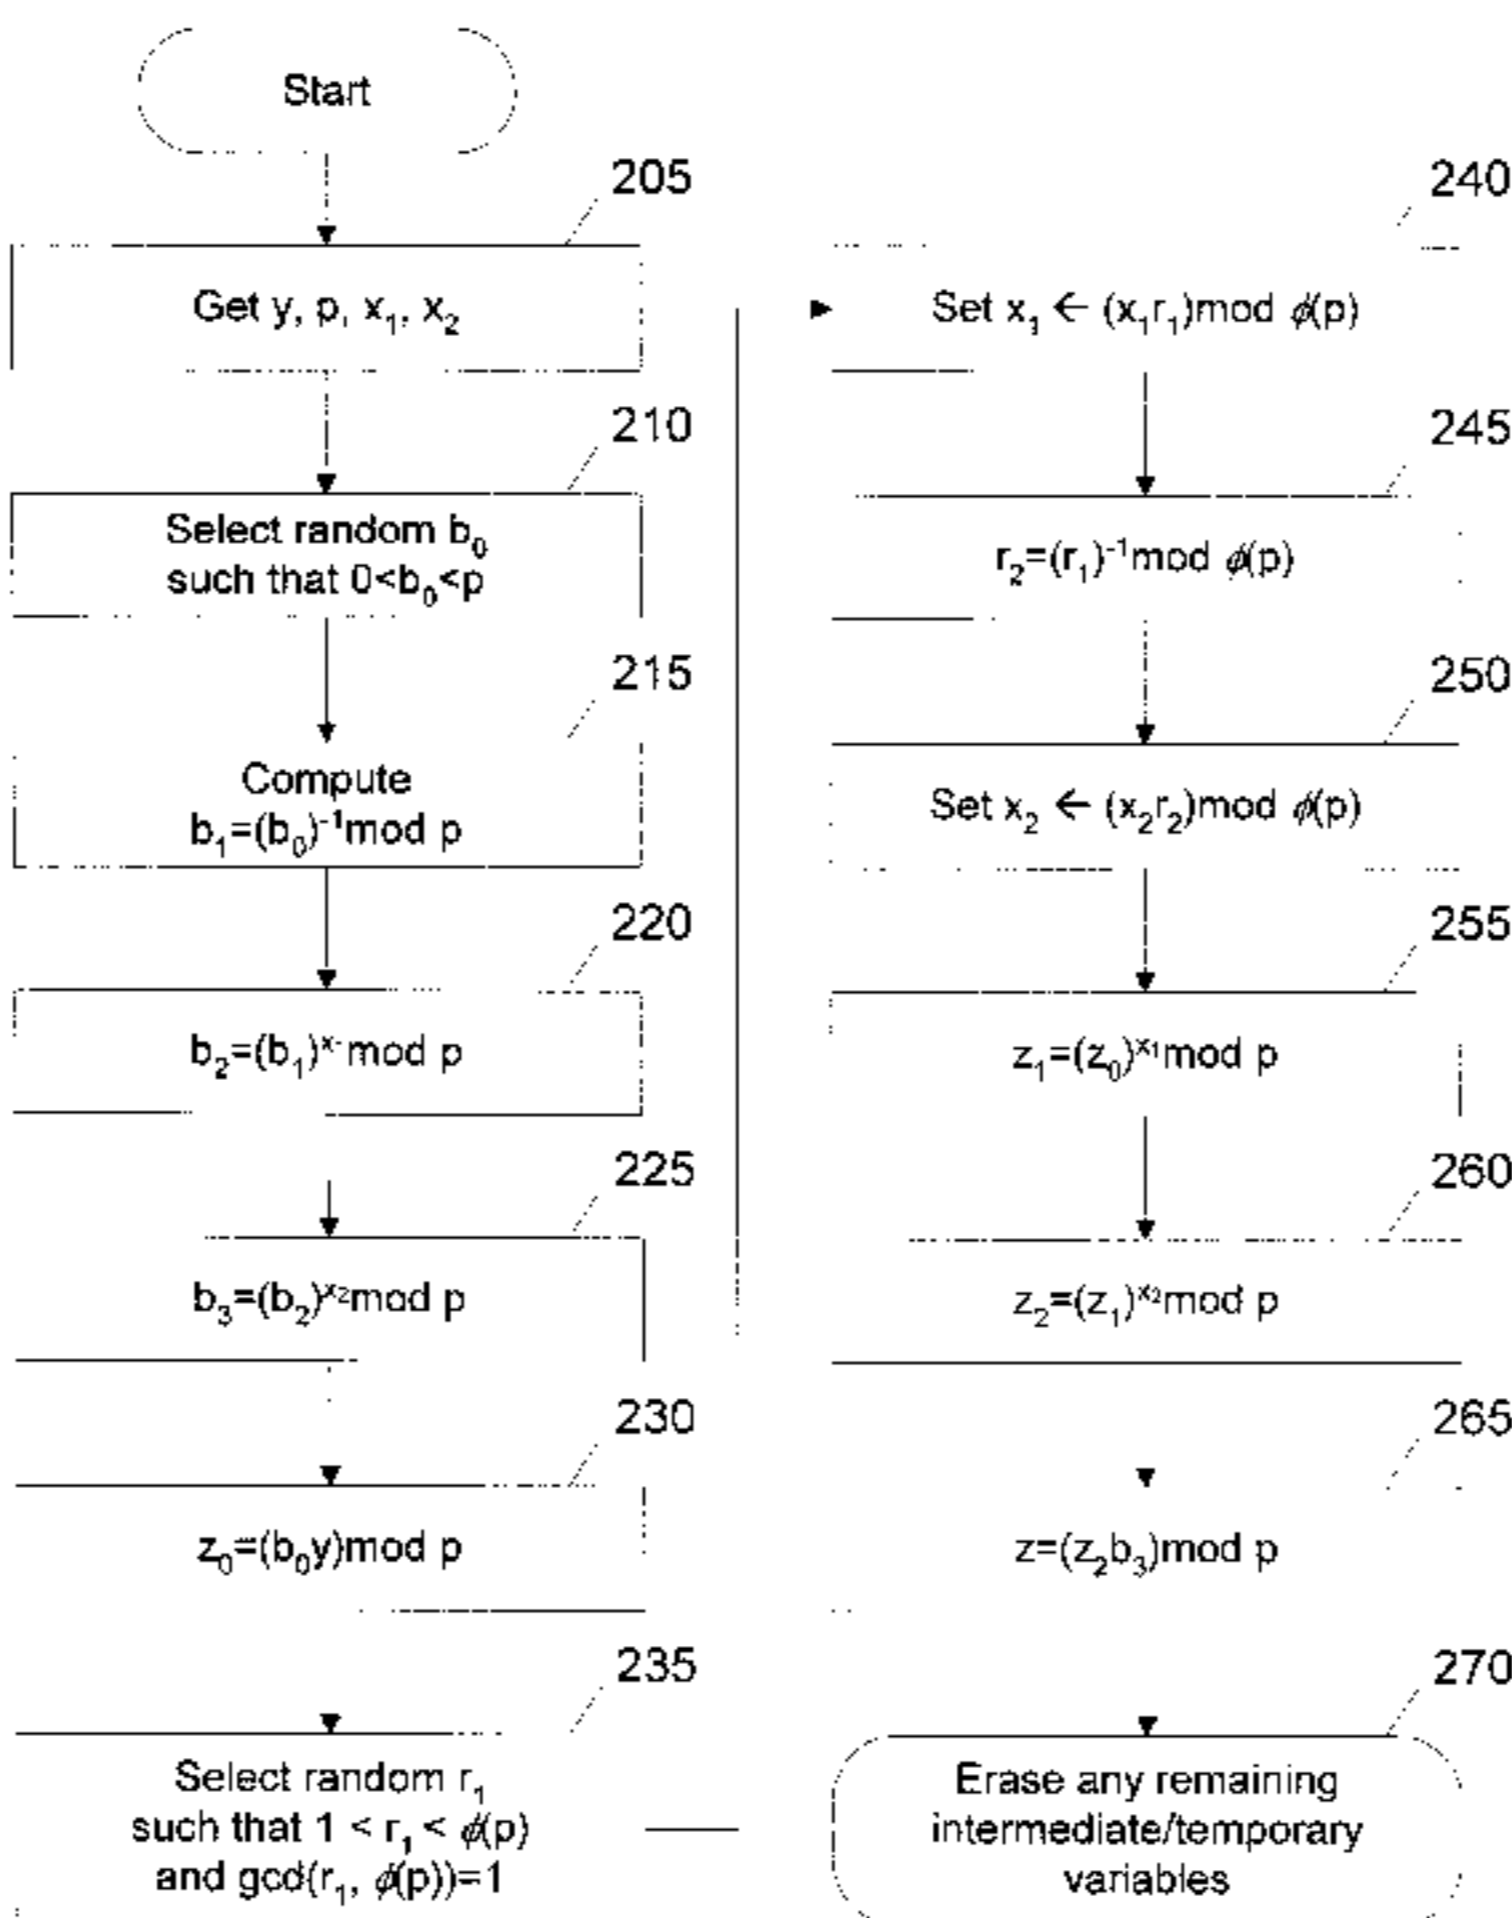 Start
205
Get y, p, x₁, x₂
210
Select random b₀
such that 0<b₀<p
215
Compute
b₁=(b₀)⁻¹mod p
220
b₂=(b₁)ˣ mod p
225
b₃=(b₂)ˣ²mod p
230
z₀=(b₀y)mod p
235
Select random r₁
such that 1 < r₁ < ϕ(p)
and gcd(r₁, ϕ(p))=1
240
Set x₁ ← (x₁r₁)mod ϕ(p)
245
r₂=(r₁)⁻¹mod ϕ(p)
250
Set x₂ ← (x₂r₂)mod ϕ(p)
255
z₁=(z₀)ˣ¹mod p
260
z₂=(z₁)ˣ²mod p
265
z=(z₂b₃)mod p
270
Erase any remaining
intermediate/temporary
variables